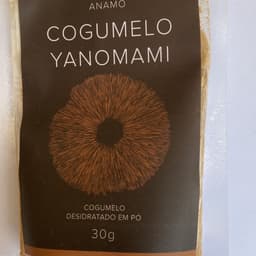 ANAMO
COGUMELO
YANOMAMI
COGUMELO
DESIDRATADO EM PÓ
30g